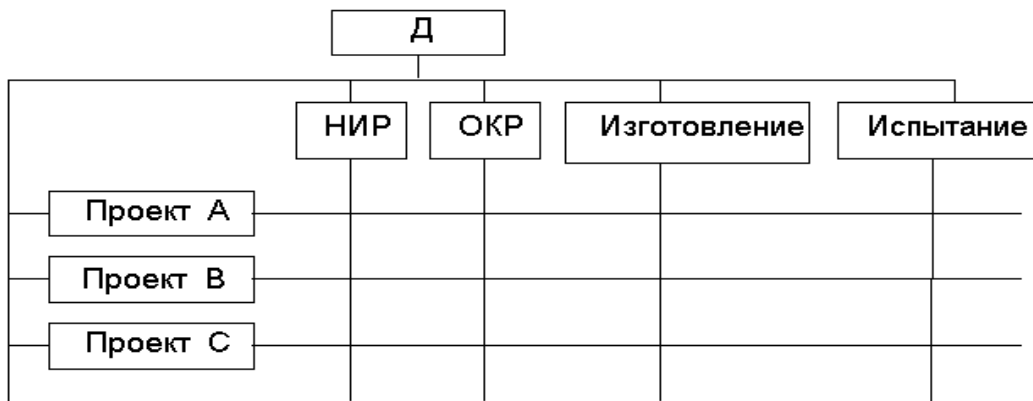 Д
НИР ОКР Изготовление Испытание
Проект А
Проект В
Проект С